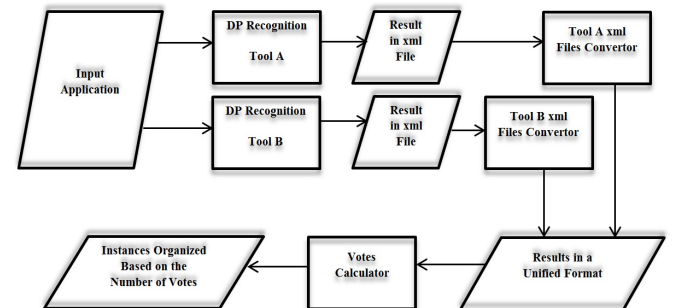 Input
Application
DP Recognition
Tool A
Result
in xml
File
Tool A xml
Files Convertor
DP Recognition
Tool B
Result
in xml
File
Tool B xml
Files Convertor
Instances Organized
Based on the
Number of Votes
Votes
Calculator
Results in a
Unified Format